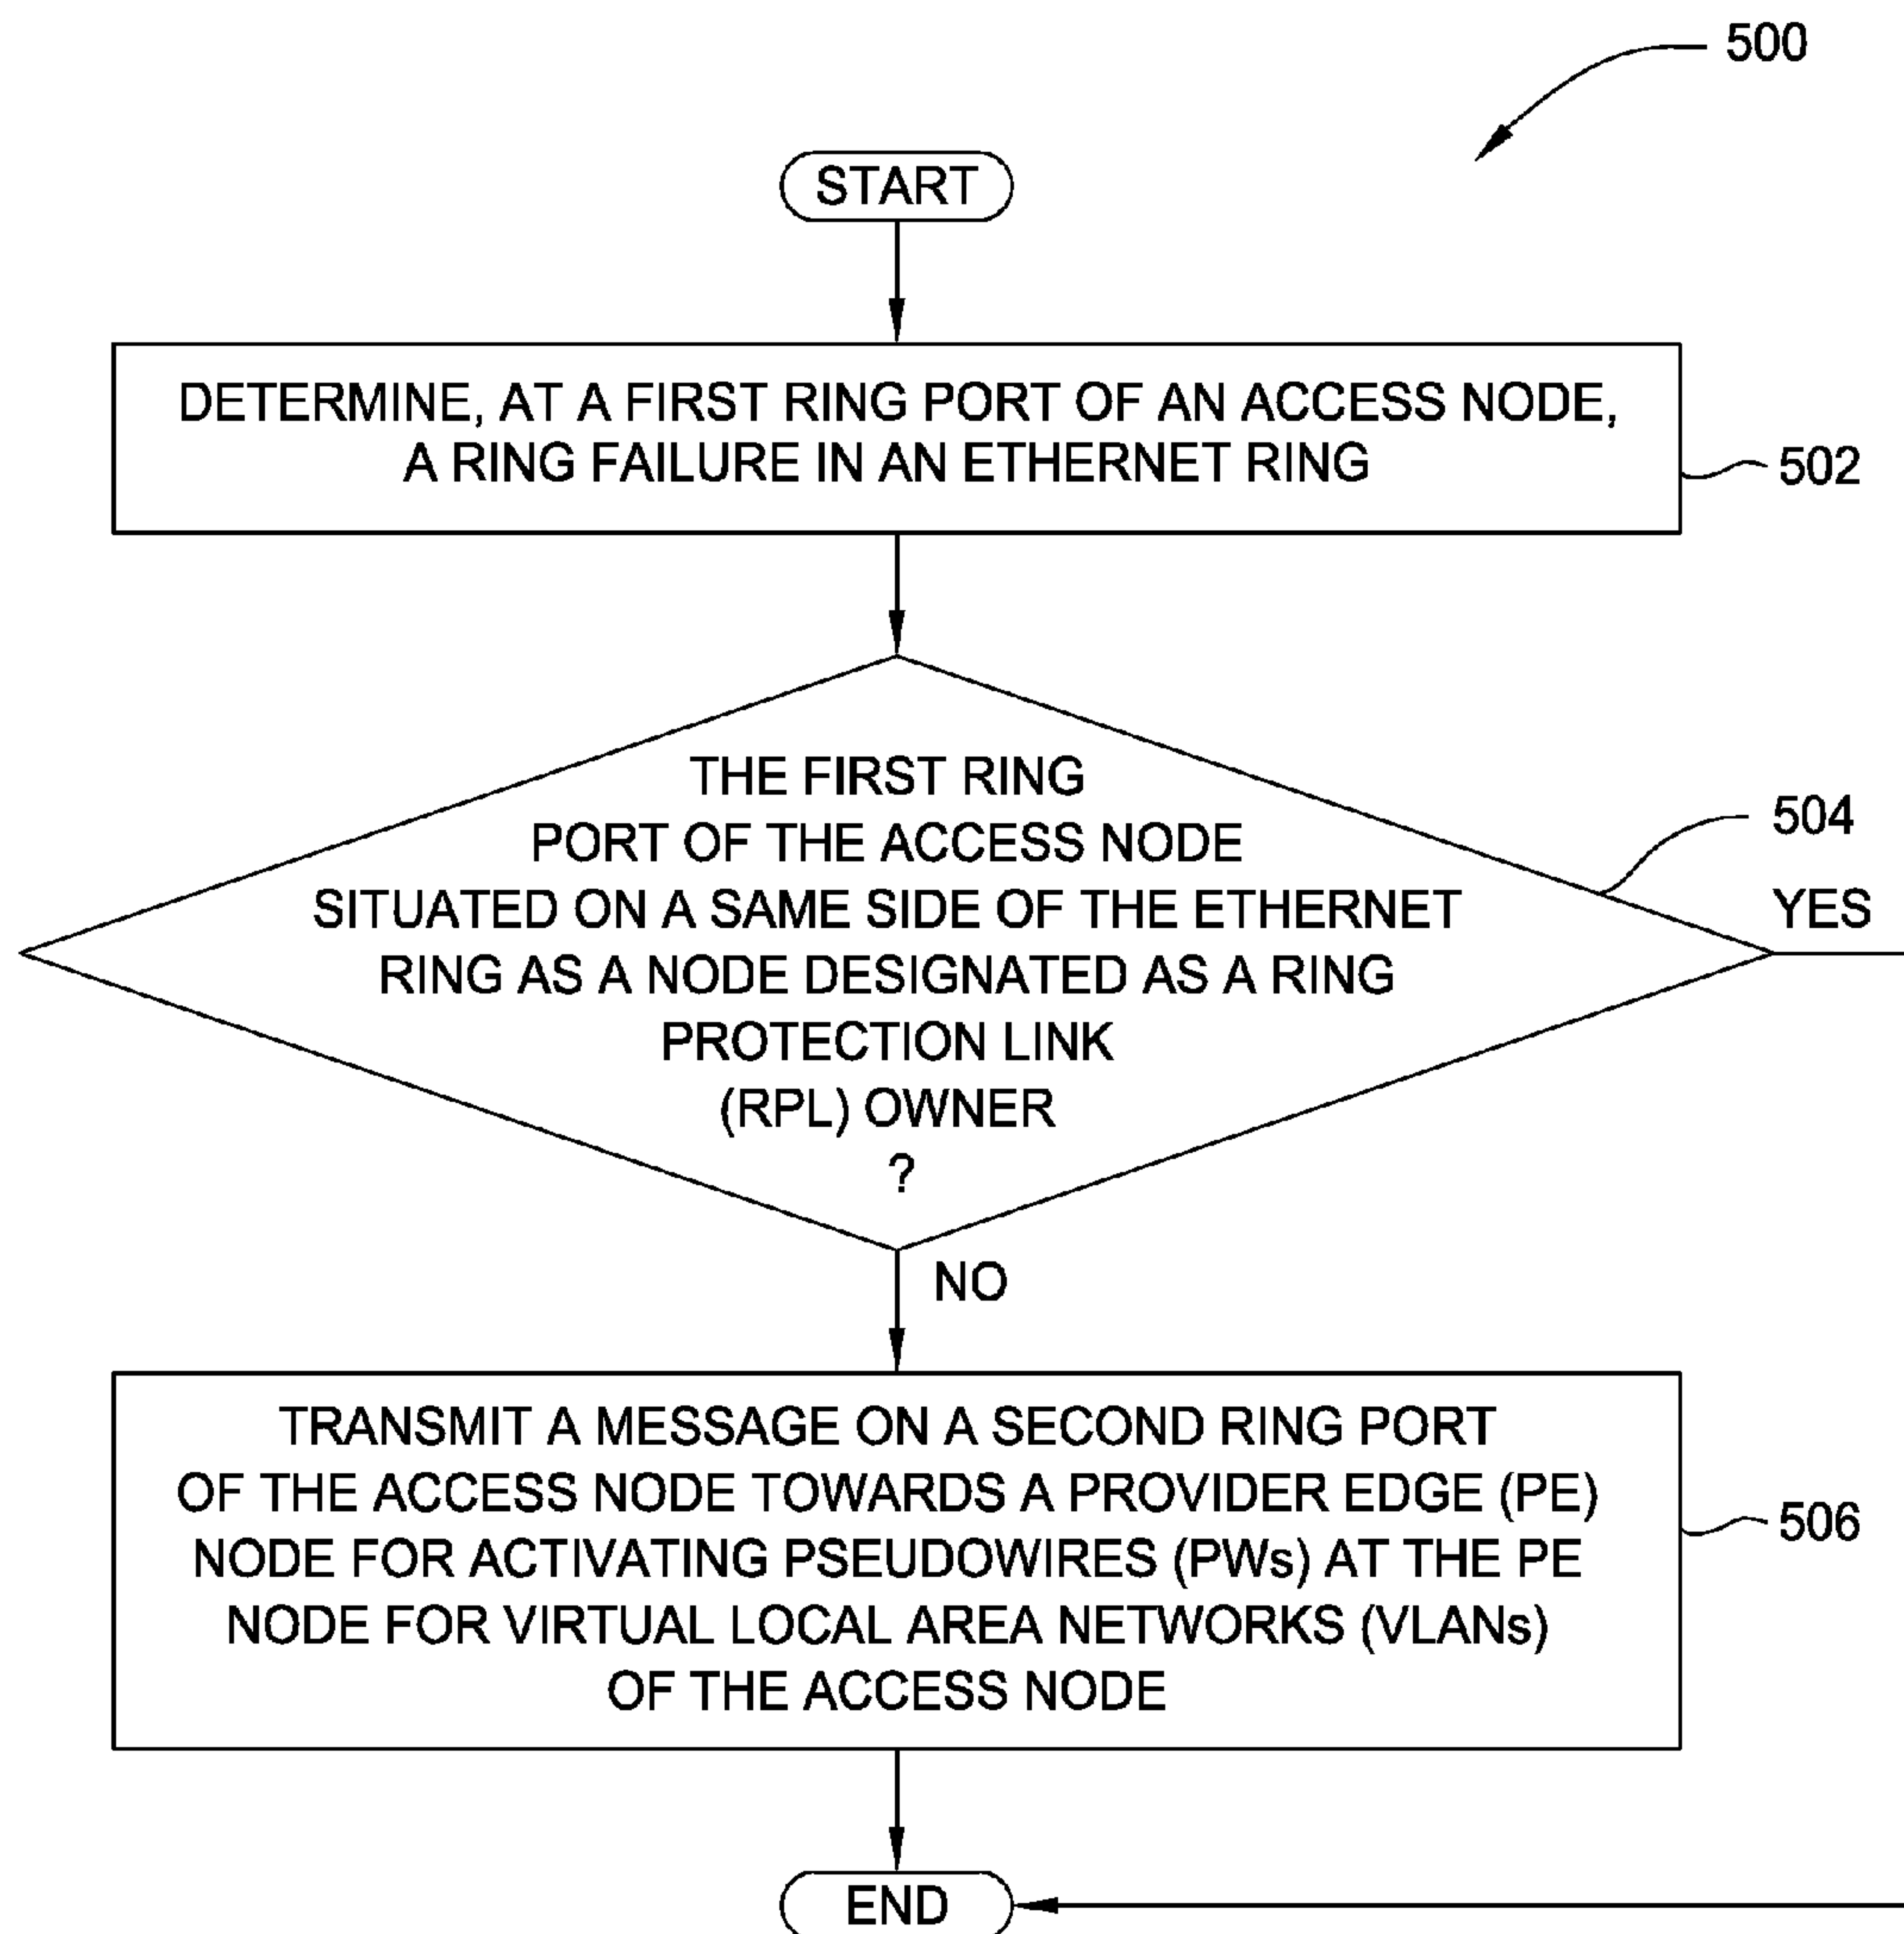 500
START
DETERMINE, AT A FIRST RING PORT OF AN ACCESS NODE,
A RING FAILURE IN AN ETHERNET RING
502
THE FIRST RING
PORT OF THE ACCESS NODE
SITUATED ON A SAME SIDE OF THE ETHERNET
RING AS A NODE DESIGNATED AS A RING
PROTECTION LINK
(RPL) OWNER
?
504
YES
NO
TRANSMIT A MESSAGE ON A SECOND RING PORT
OF THE ACCESS NODE TOWARDS A PROVIDER EDGE (PE)
NODE FOR ACTIVATING PSEUDOWIRES (PWs) AT THE PE
NODE FOR VIRTUAL LOCAL AREA NETWORKS (VLANs)
OF THE ACCESS NODE
506
END